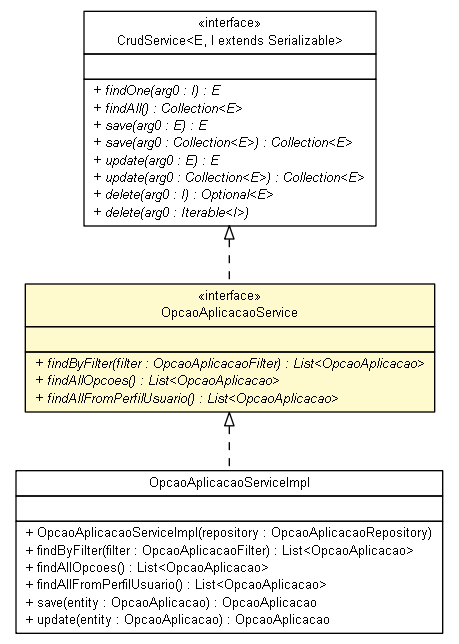 «interface»
CrudService<E, I extends Serializable>
+ findOne(arg0 : I) : E
+ findAll() : Collection<E>
+ save(arg0 : E) : E
+ save(arg0 : Collection<E>) : Collection<E>
+ update(arg0 : E) : E
+ update(arg0 : Collection<E>) : Collection<E>
+ delete(arg0 : I) : Optional<E>
+ delete(arg0 : Iterable<I>)
«interface»
OpcaoAplicacaoService
+ findByFilter(filter : OpcaoAplicacaoFilter) : List<OpcaoAplicacao>
+ findAllOpcoes() : List<OpcaoAplicacao>
+ findAllFromPerfilUsuario() : List<OpcaoAplicacao>
OpcaoAplicacaoServiceImpl
+ OpcaoAplicacaoServiceImpl(repository : OpcaoAplicacaoRepository)
+ findByFilter(filter : OpcaoAplicacaoFilter) : List<OpcaoAplicacao>
+ findAllOpcoes() : List<OpcaoAplicacao>
+ findAllFromPerfilUsuario() : List<OpcaoAplicacao>
+ save(entity : OpcaoAplicacao) : OpcaoAplicacao
+ update(entity : OpcaoAplicacao) : OpcaoAplicacao